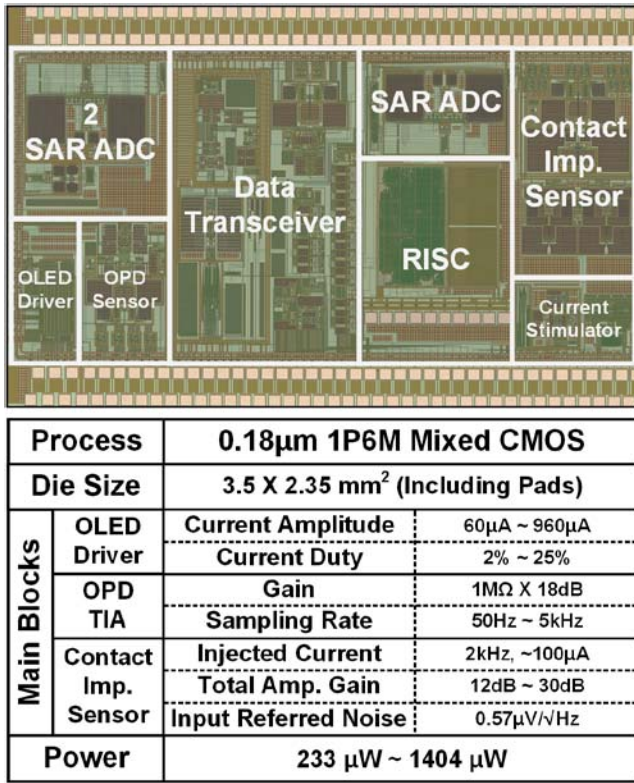 2
SAR ADC
Data
Transceiver
SAR ADC
Contact
Imp.
Sensor
OLED
Driver
OPD
Sensor
RISC
Current
Stimulator
Process 0.18μm 1P6M Mixed CMOS
Die Size 3.5 X 2.35 mm² (Including Pads)
Main Blocks
OLED
Driver
Current Amplitude 60μA ~ 960μA
Current Duty 2% ~ 25%
OPD
TIA
Gain 1MΩ X 18dB
Sampling Rate 50Hz ~ 5kHz
Contact
Imp.
Sensor
Injected Current 2kHz, ~100μA
Total Amp. Gain 12dB ~ 30dB
Input Referred Noise 0.57μV/√Hz
Power 233 μW ~ 1404 μW